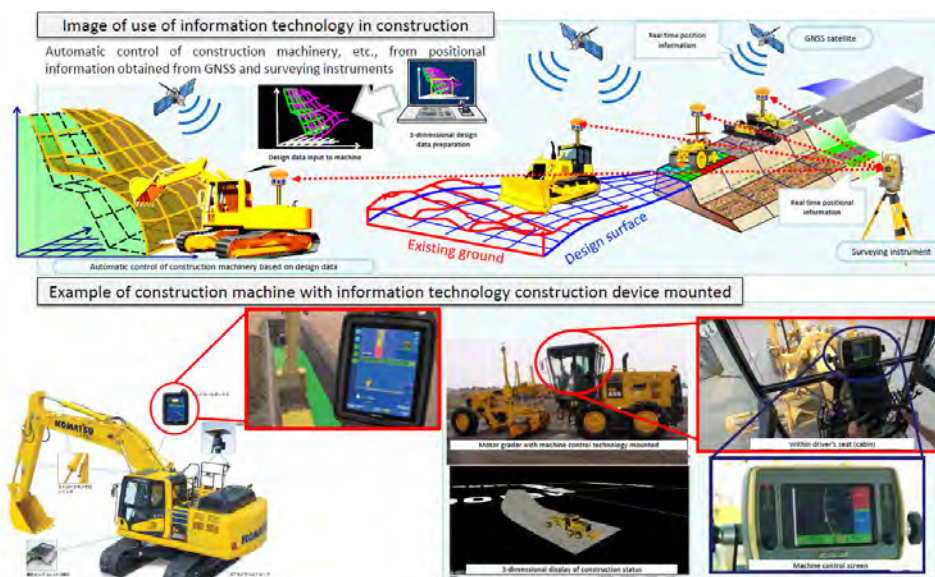 Image of use of information technology in construction
Automatic control of construction machinery, etc., from positional
information obtained from GNSS and surveying instruments
Real time position
information
GNSS satellite
Design data input to machine
3-dimensional design
data preparation
Existing ground
Design surface
Real time positional
information
Surveying instrument
Automatic control of construction machinery based on design data
Example of construction machine with information technology construction device mounted
KOMATSU
KOMATSU
Motor grader with machine control technology mounted
Within driver's seat (cabin)
3-dimensional display of construction status
Machine control screen